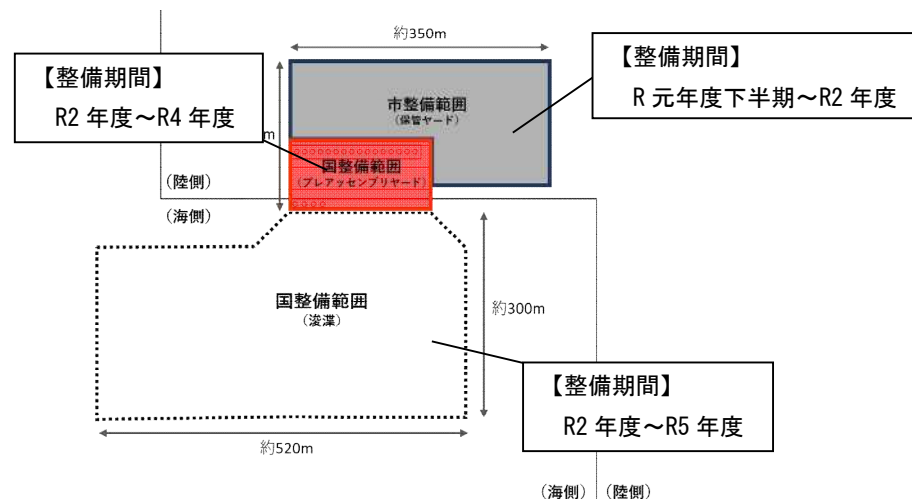 約350m
【整備期間】
R2 年度～R4 年度
【整備期間】
R 元年度下半期～R2 年度
市整備範囲
（保管ヤード）
m
国整備範囲
（プレアッセンブリヤード）
（陸側）
（海側）
国整備範囲
（浚渫）
約300m
【整備期間】
R2 年度～R5 年度
約520m
（海側）
（陸側）